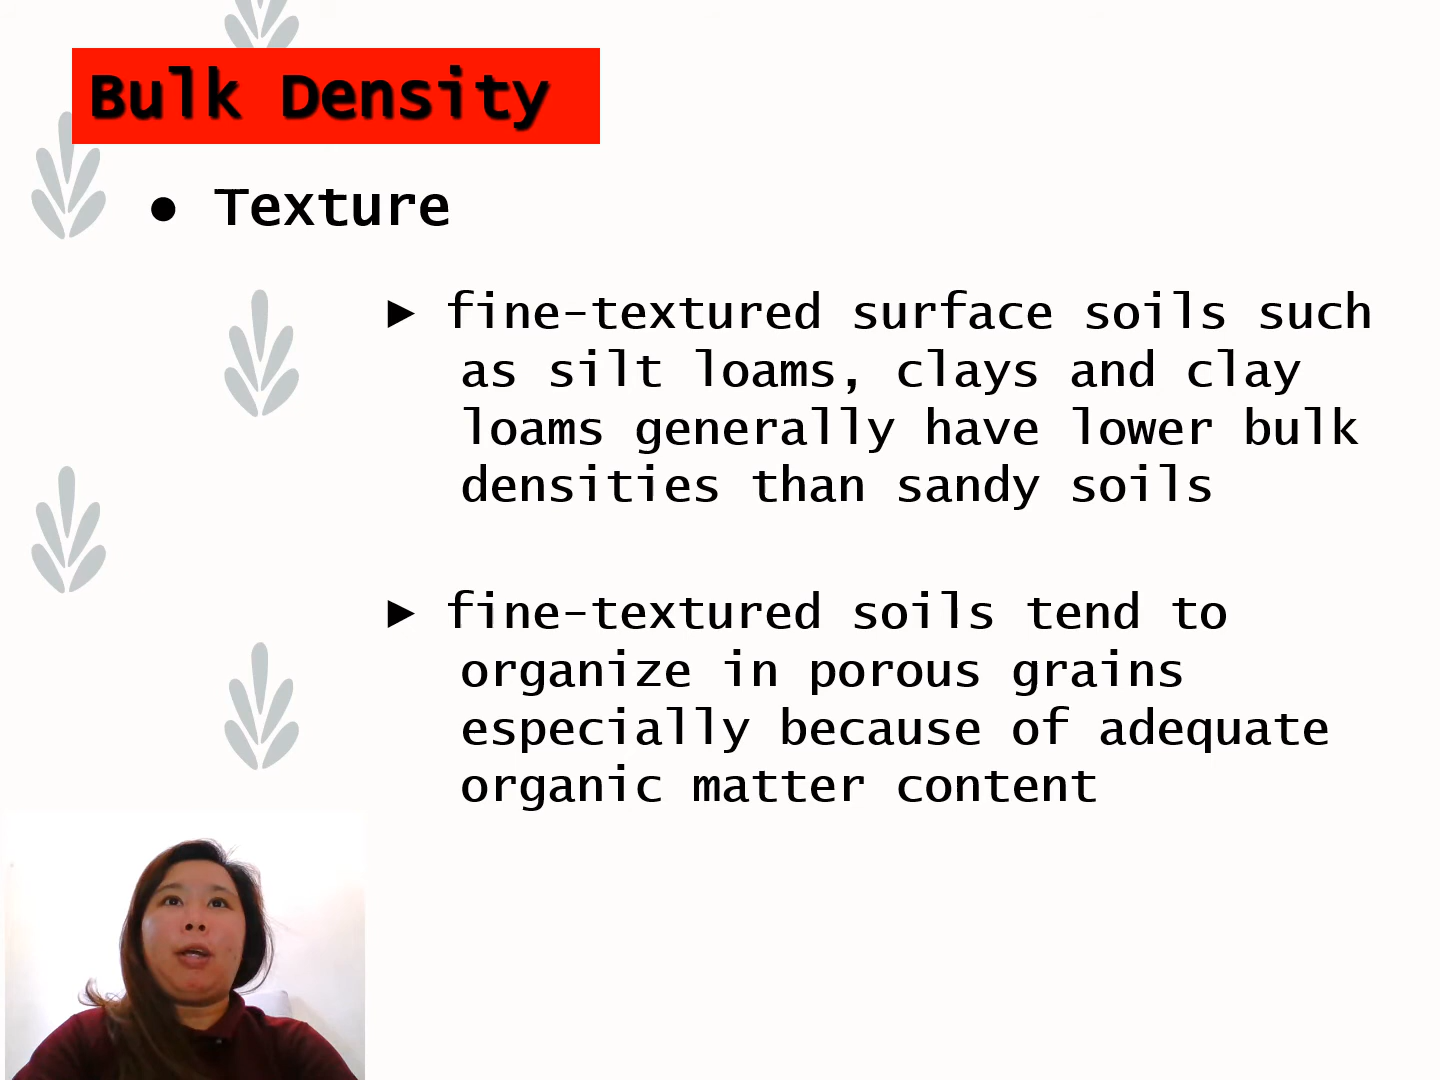 Bulk Density
● Texture
► fine-textured surface soils such
as silt loams, clays and clay
loams generally have lower bulk
densities than sandy soils
► fine-textured soils tend to
organize in porous grains
especially because of adequate
organic matter content